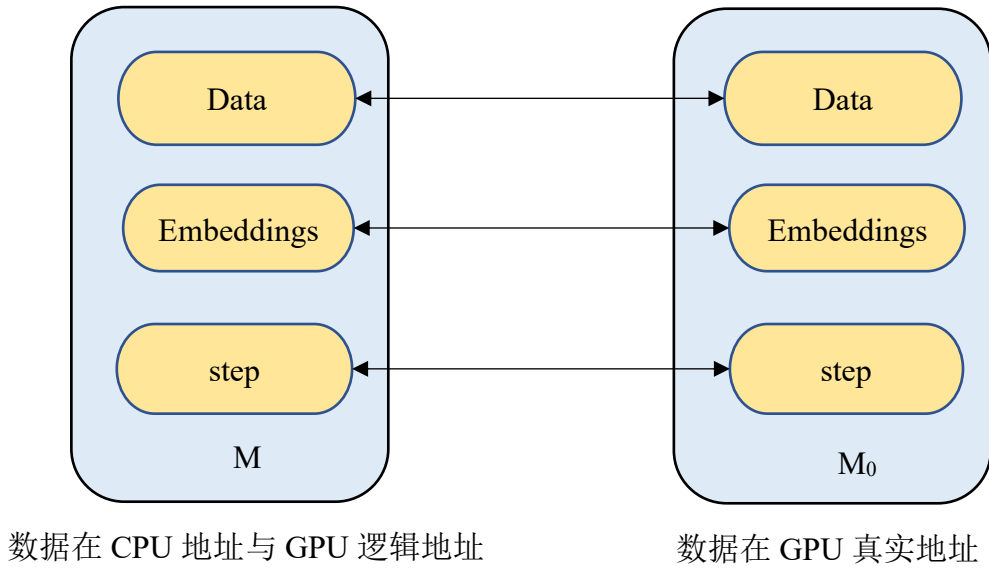 Data
Data
Embeddings
Embeddings
step
step
M
M₀
数据在 CPU 地址与 GPU 逻辑地址
数据在 GPU 真实地址